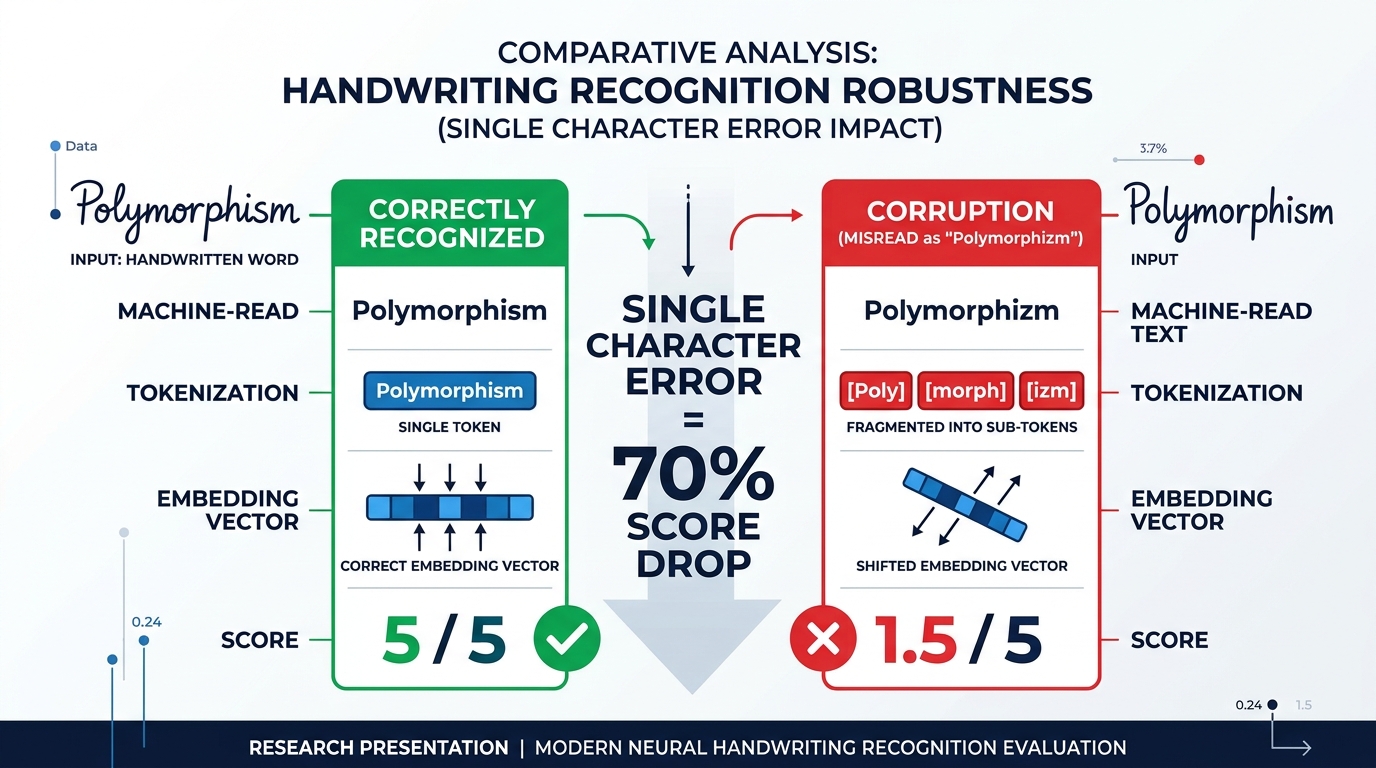 COMPARATIVE ANALYSIS:
HANDWRITING RECOGNITION ROBUSTNESS
(SINGLE CHARACTER ERROR IMPACT)
Data
Polymorphism
INPUT: HANDWRITTEN WORD
MACHINE-READ
TOKENIZATION
EMBEDDING
VECTOR
SCORE
0.24
CORRECTLY
RECOGNIZED
Polymorphism
Polymorphism
SINGLE TOKEN
CORRECT EMBEDDING VECTOR
5/5
SINGLE
CHARACTER
ERROR
=
70%
SCORE
DROP
CORRUPTION
(MISREAD as “Polymorphizm”)
Polymorphizm
[Poly] [morph] [izm]
FRAGMENTED INTO SUB-TOKENS
SHIFTED EMBEDDING VECTOR
1.5/5
3.7%
Polymorphism
INPUT
MACHINE-READ
TEXT
TOKENIZATION
EMBEDDING
VECTOR
SCORE
0.24 1.5
RESEARCH PRESENTATION | MODERN NEURAL HANDWRITING RECOGNITION EVALUATION